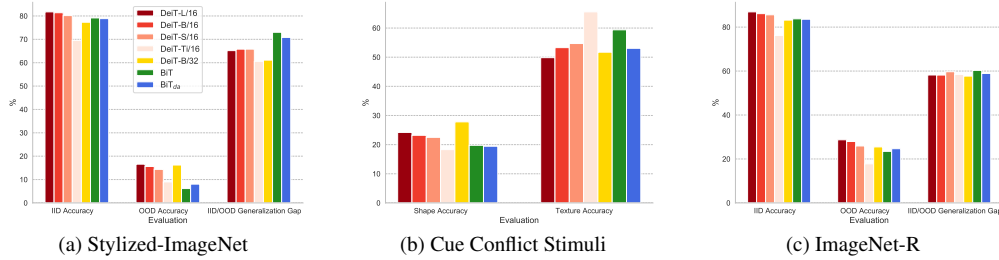 %
80
70
60
50
40
30
20
10
0
IID Accuracy
OOD Accuracy
IID/OOD Generalization Gap
Evaluation
DeiT-L/16
DeiT-B/16
DeiT-S/16
DeiT-Ti/16
DeiT-B/32
BiT
BiT_da
(a) Stylized-ImageNet
%
60
50
40
30
20
10
0
Shape Accuracy
Texture Accuracy
Evaluation
(b) Cue Conflict Stimuli
%
80
60
40
20
0
IID Accuracy
OOD Accuracy
IID/OOD Generalization Gap
Evaluation
(c) ImageNet-R